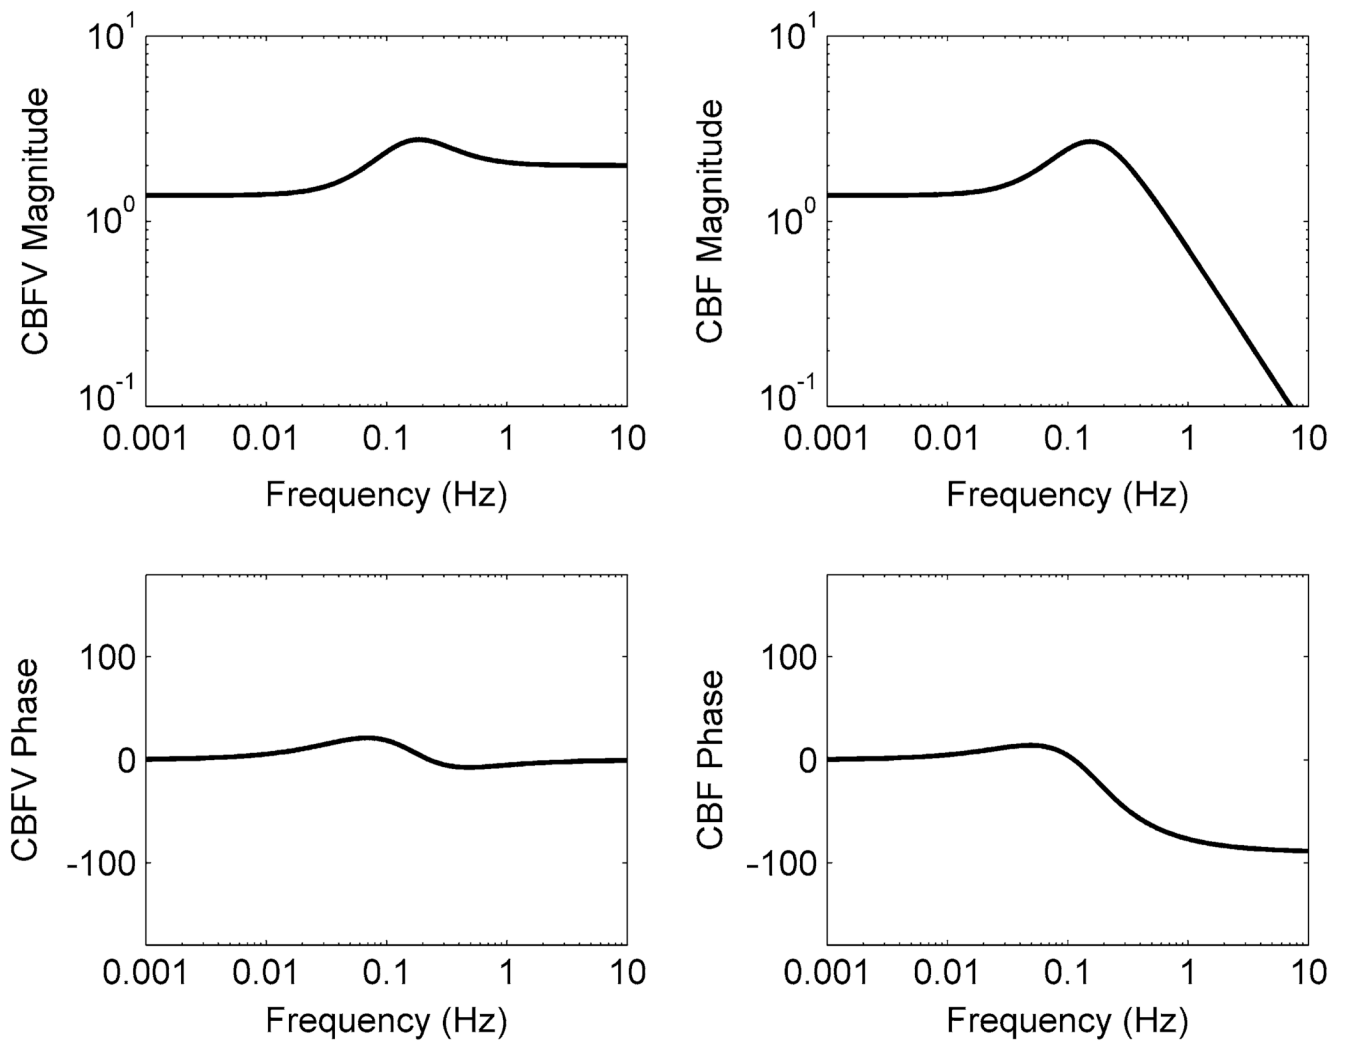 10^1
10^0
10^-1
CBFV Magnitude
0.001 0.01 0.1 1 10
Frequency (Hz)
10^1
10^0
10^-1
CBF Magnitude
0.001 0.01 0.1 1 10
Frequency (Hz)
100
0
-100
CBFV Phase
0.001 0.01 0.1 1 10
Frequency (Hz)
100
0
-100
CBF Phase
0.001 0.01 0.1 1 10
Frequency (Hz)